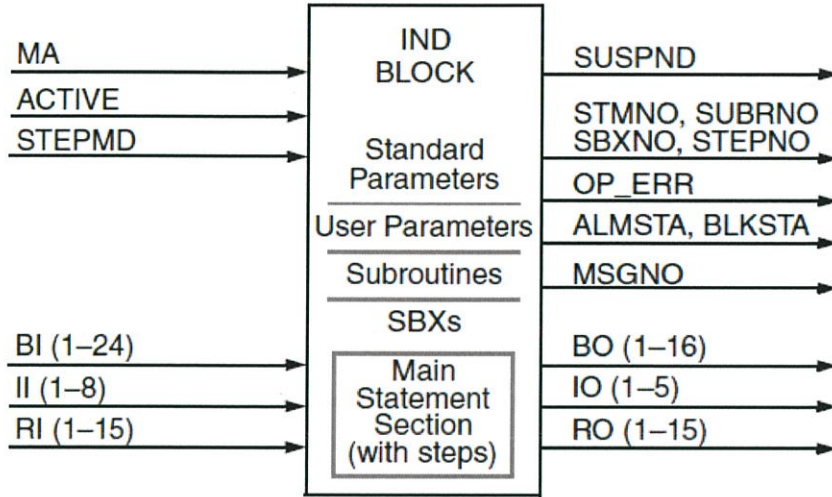 MA
ACTIVE
STEPMD
BI (1–24)
II (1–8)
RI (1–15)
IND
BLOCK
Standard
Parameters
User Parameters
Subroutines
SBXs
Main
Statement
Section
(with steps)
SUSPND
STMNO, SUBRNO
SBXNO, STEPNO
OP_ERR
ALMSTA, BLKSTA
MSGNO
BO (1–16)
IO (1–5)
RO (1–15)